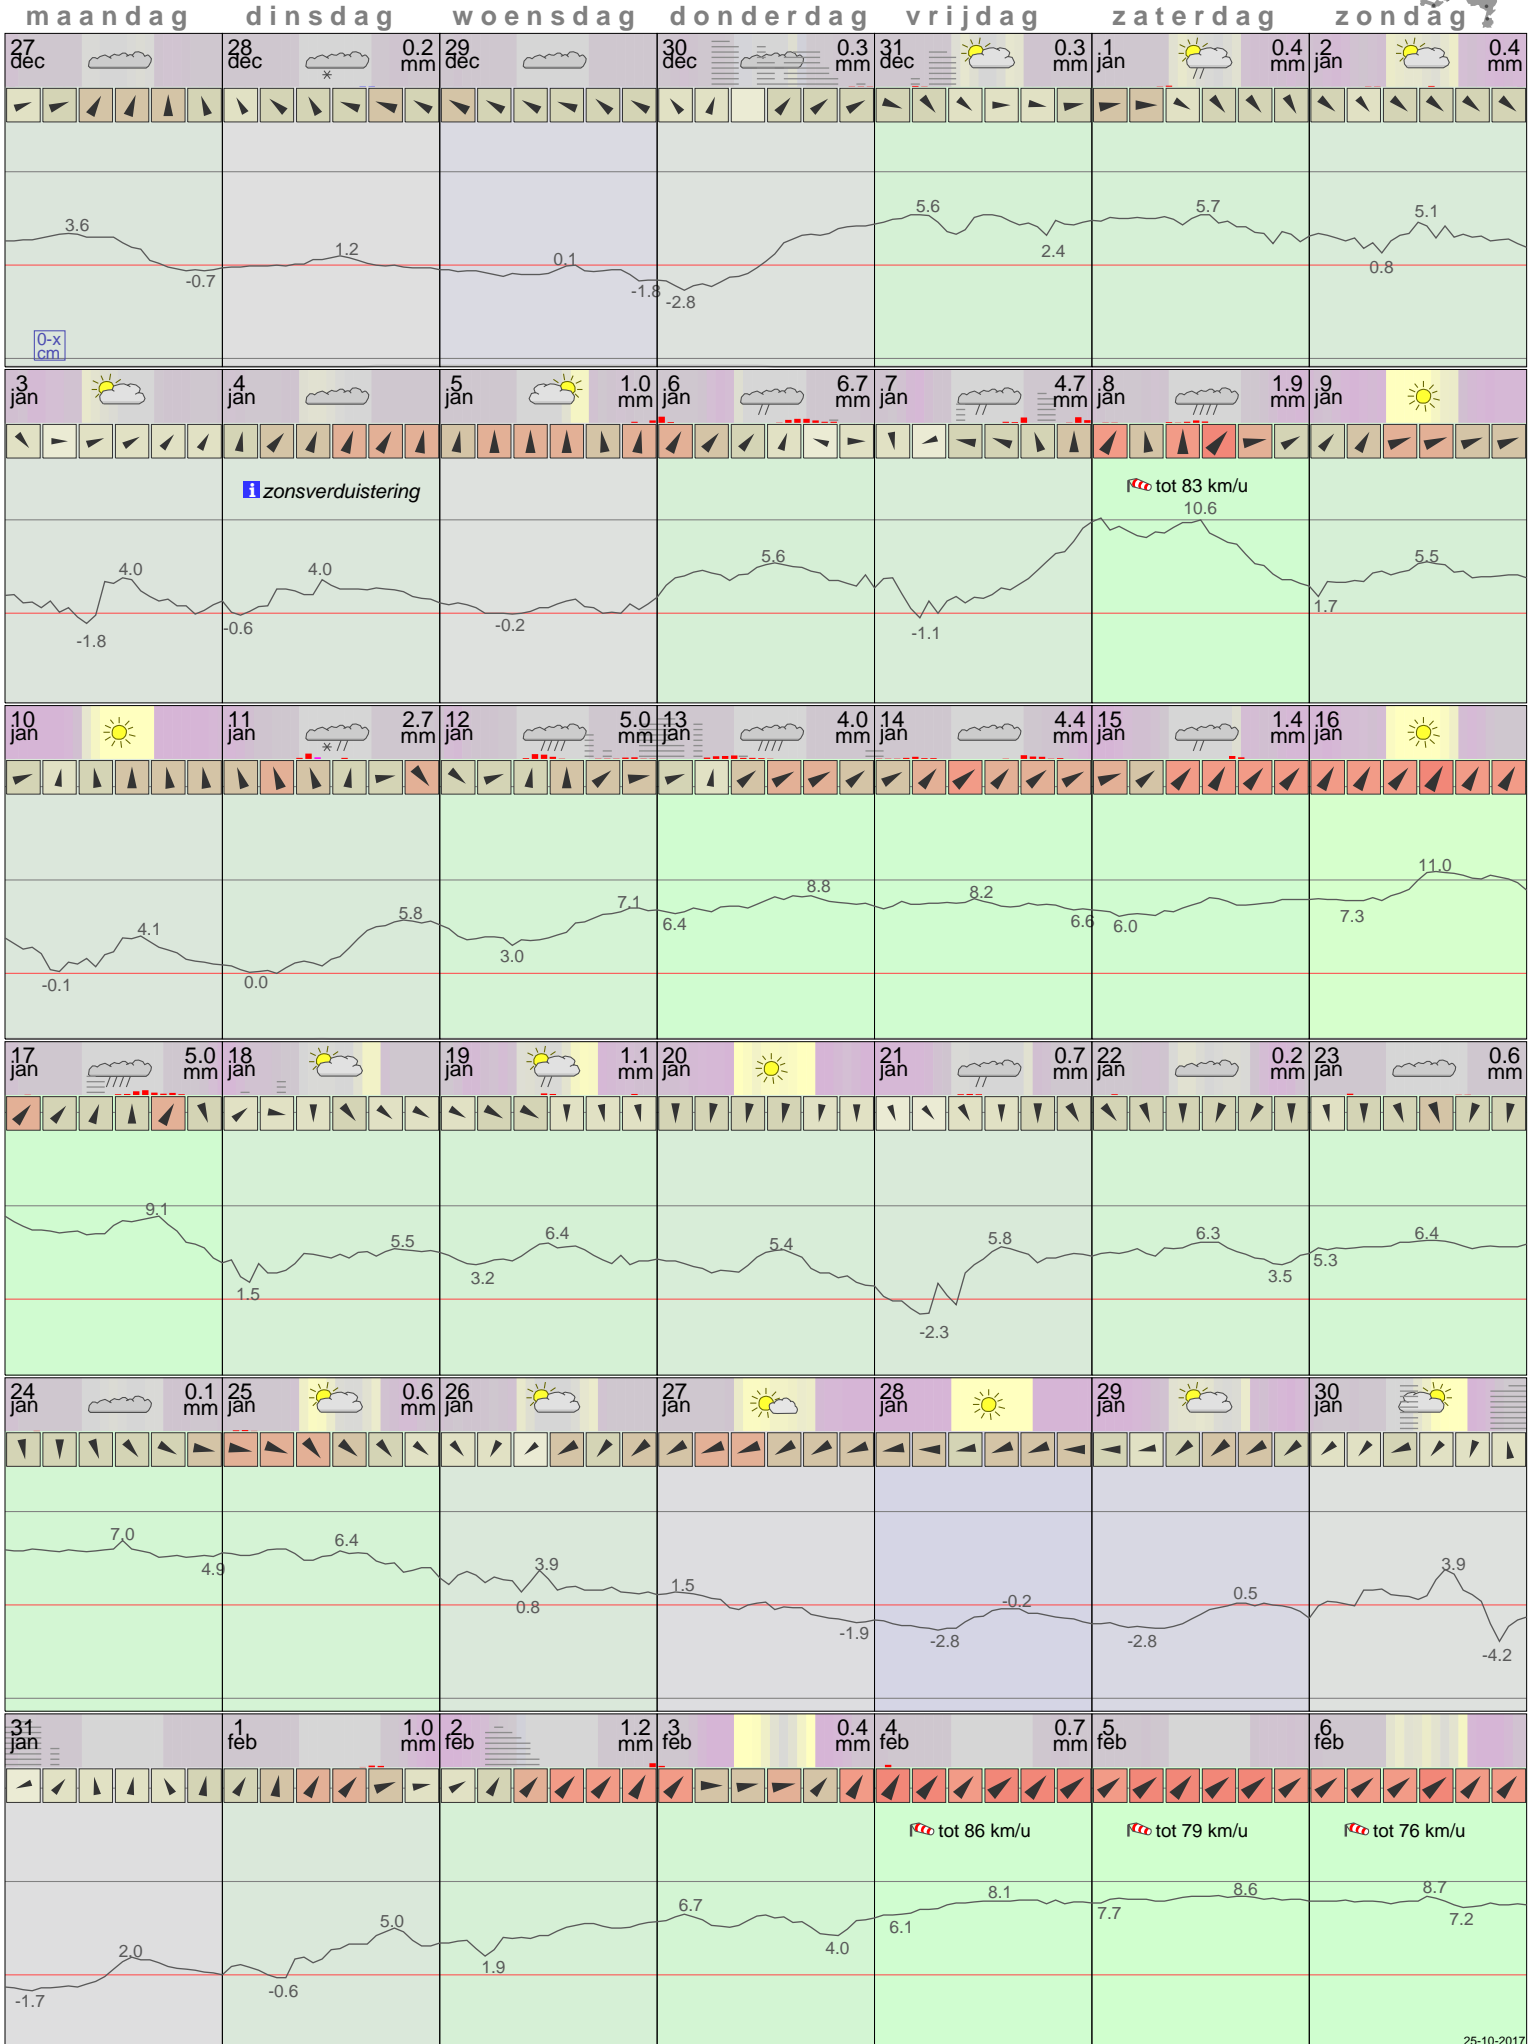 maandag dinsdag woensdag donderdag vrijdag zaterdag zondag
27 28 0.2 29 30 0.3 31 0.3 1 0.4 2 0.4
dec dec mm dec dec mm dec mm jan mm jan mm
3.6 1.2 0.1 5.6 5.7 5.1
-0.7 -1.8 -2.8 2.4 0.8
0-x
cm
3 4 5 1.0 6 6.7 7 4.7 8 1.9 9
jan jan jan mm jan mm jan mm jan mm jan
i zonsverduistering tot 83 km/u
4.0 4.0 5.6 10.6 5.5
-1.8 -0.6 -0.2 -1.1 1.7
10 11 2.7 12 5.0 13 4.0 14 4.4 15 1.4 16
jan jan mm jan mm jan mm jan mm jan mm jan
4.1 5.8 7.1 8.8 8.2 11.0
-0.1 0.0 3.0 6.4 6.6 6.0 7.3
17 5.0 18 19 1.1 20 21 0.7 22 0.2 23 0.6
jan mm jan jan mm jan jan mm jan mm jan mm
9.1 5.5 6.4 5.4 5.8 6.3 6.4
1.5 3.2 -2.3 3.5 5.3
24 0.1 25 0.6 26 27 28 29 30
jan mm jan mm jan jan jan jan jan
7.0 6.4 3.9 1.5 -0.2 0.5 3.9
4.9 0.8 -1.9 -2.8 -2.8 -4.2
31 1 1.0 2 1.2 3 0.4 4 0.7 5 6
jan feb mm feb mm feb mm feb mm feb feb
tot 86 km/u tot 79 km/u tot 76 km/u
2.0 5.0 6.7 8.1 8.6 8.7
-1.7 -0.6 1.9 4.0 6.1 7.7 7.2
25-10-2017